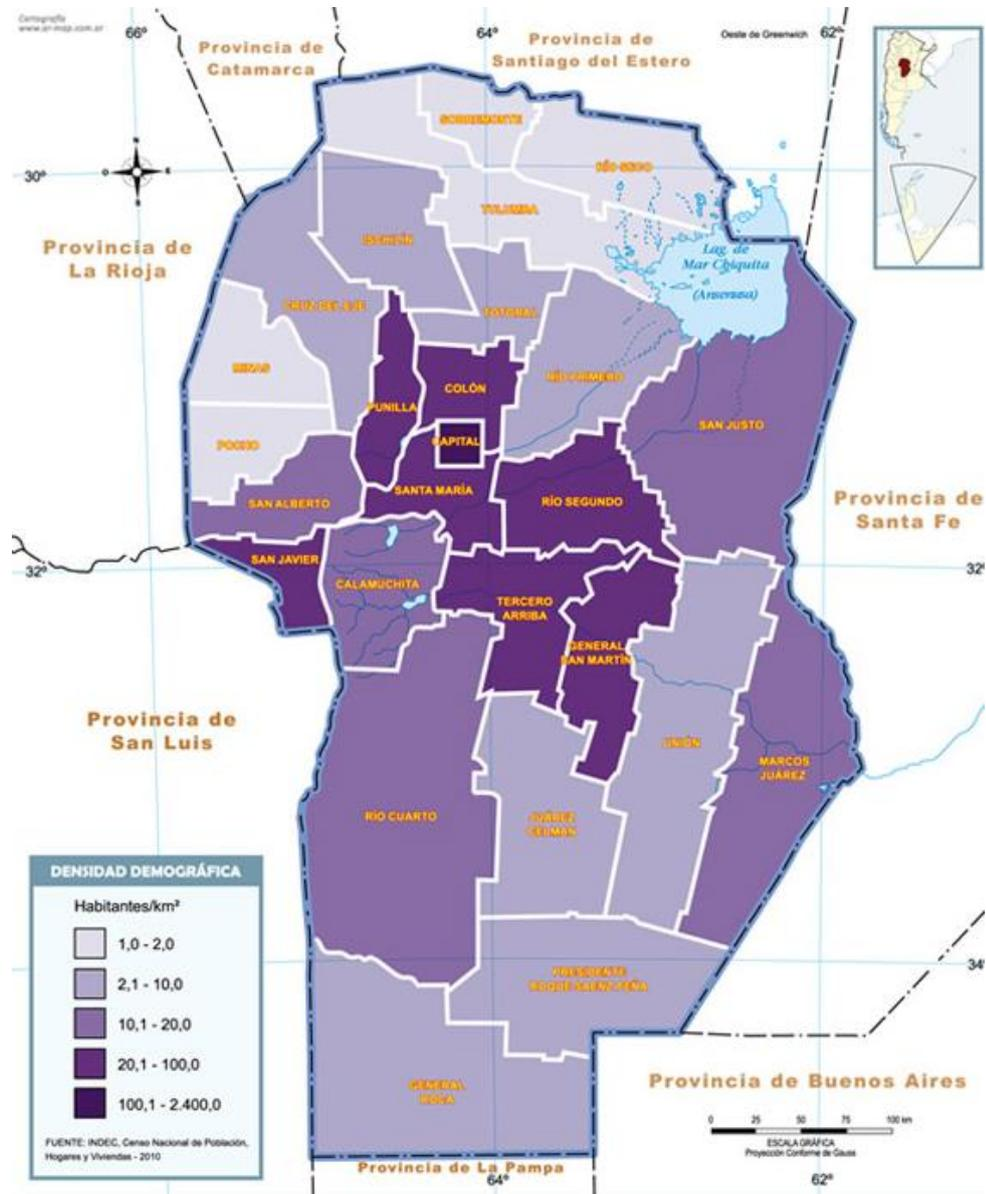 Cartografía
www.ar-map.com.ar
66°
64°
62°
Oeste de Greenwich
Provincia de
Catamarca
Provincia de
Santiago del Estero
N
O
E
S
30°
Provincia de
La Rioja
SOBREMONTE
RÍO SECO
TULUMBA
ISCHILÍN
Lag. de
Mar Chiquita
(Ansenuza)
CRUZ DEL EJE
TOTORAL
MINAS
RÍO PRIMERO
COLÓN
PUNILLA
SAN JUSTO
POCHO
CAPITAL
SANTA MARÍA
SAN ALBERTO
RÍO SEGUNDO
Provincia de
Santa Fe
SAN JAVIER
32°
32°
CALAMUCHITA
TERCERO
ARRIBA
GENERAL
SAN MARTÍN
Provincia de
San Luis
UNIÓN
MARCOS
JUÁREZ
RÍO CUARTO
JUÁREZ
CELMAN
DENSIDAD DEMOGRÁFICA
Habitantes/km²
1,0 - 2,0
2,1 - 10,0
10,1 - 20,0
20,1 - 100,0
100,1 - 2.400,0
FUENTE: INDEC, Censo Nacional de Población,
Hogares y Viviendas - 2010
34°
PRESIDENTE
ROQUE SAENZ PEÑA
GENERAL
ROCA
Provincia de Buenos Aires
0 25 50 75 100 km
ESCALA GRÁFICA
Proyección Conforme de Gauss
Provincia de La Pampa
64°
62°